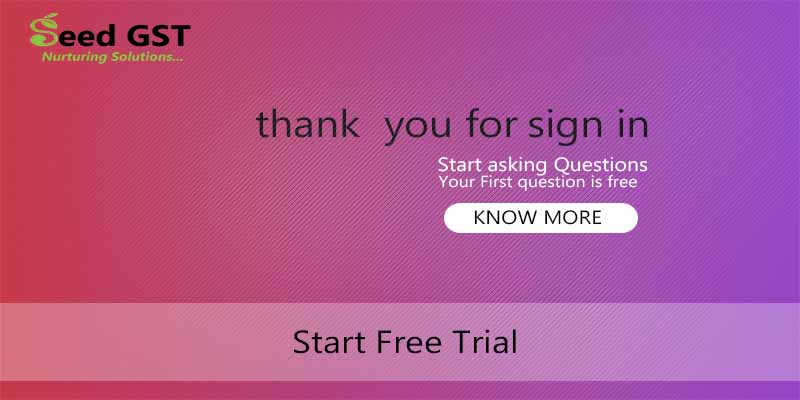 Seed GST
Nurturing Solutions...
thank you for sign in
Start asking Questions
Your First question is free
KNOW MORE
Start Free Trial